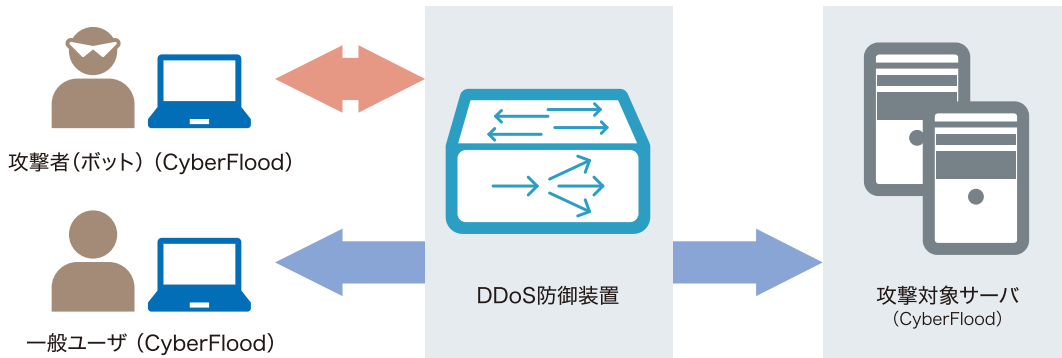 攻撃者（ボット）（CyberFlood）
一般ユーザ（CyberFlood）
DDoS防御装置
攻撃対象サーバ
（CyberFlood）